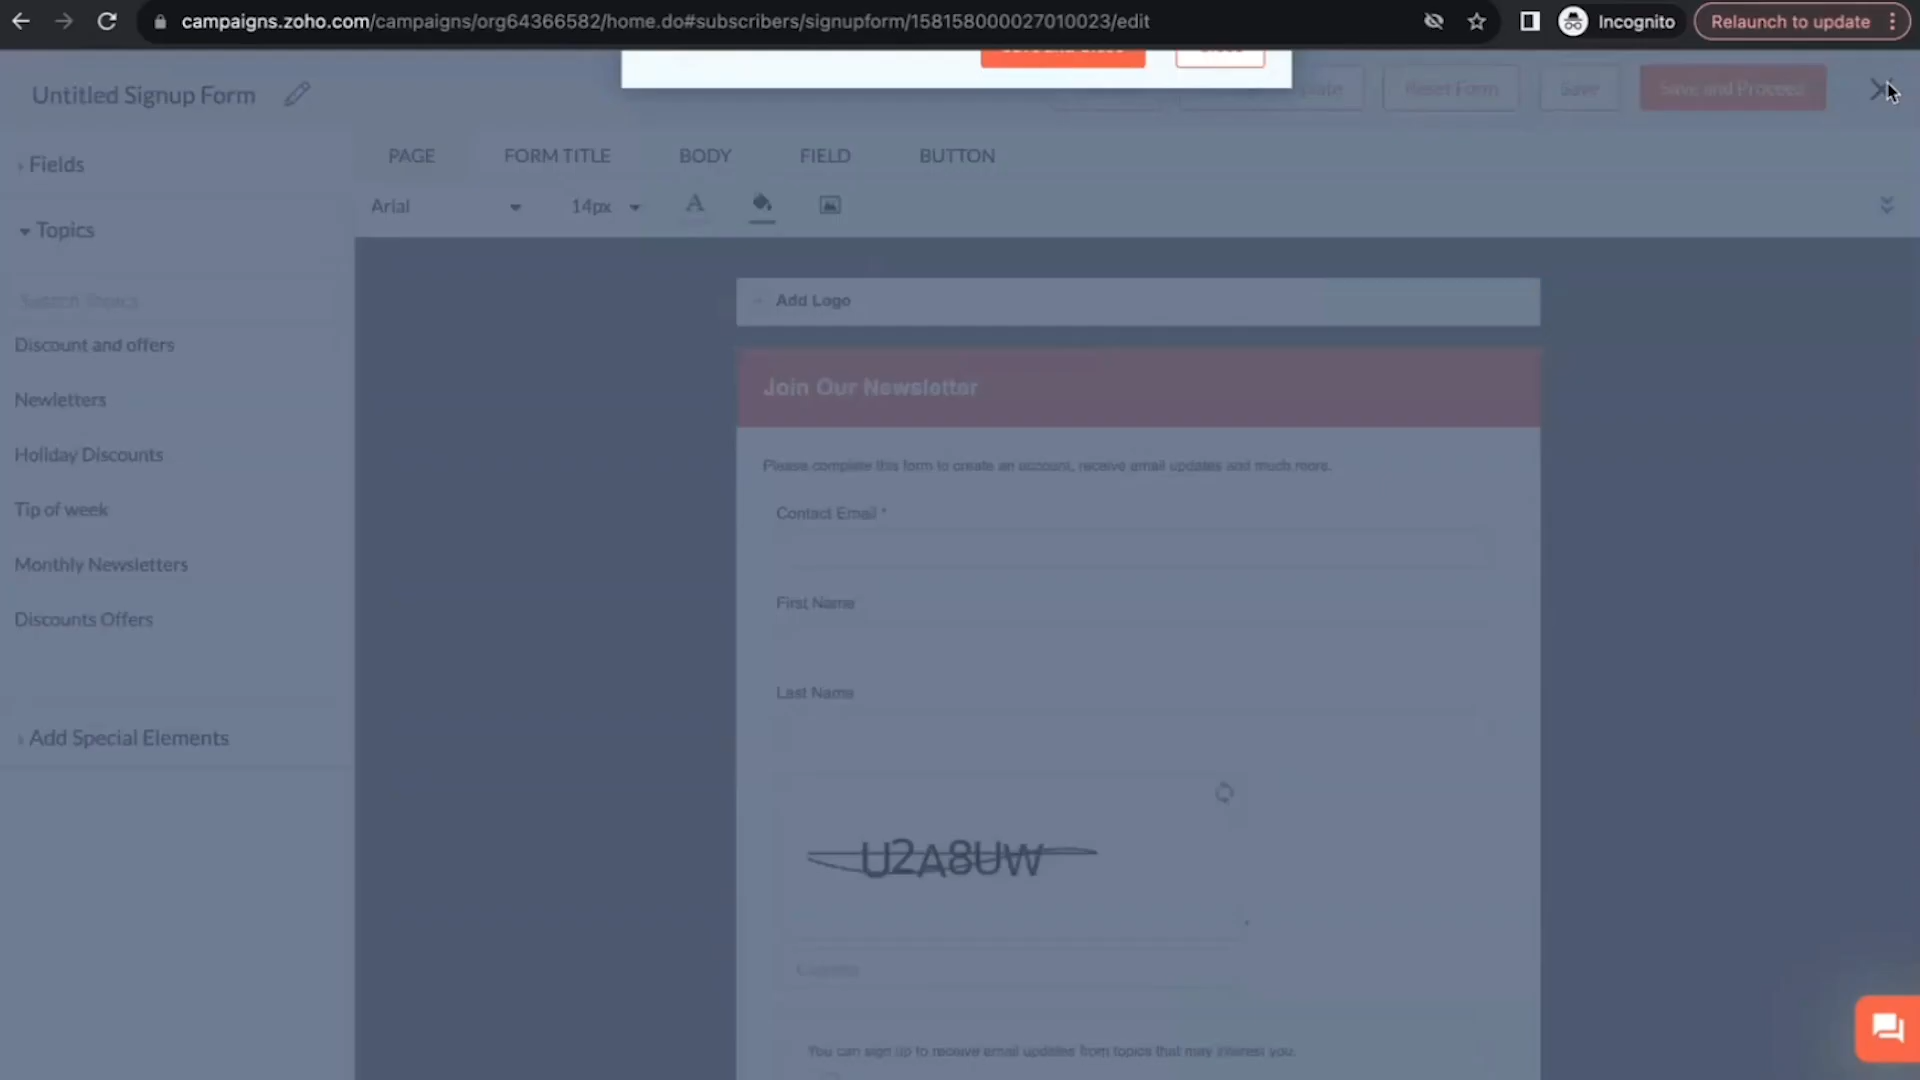 campaigns.zoho.com/campaigns/org64366582/home.do#subscribers/signupform/158158000027010023/edit
Incognito
Relaunch to update
Untitled Signup Form
Reset Form
Save
Save and Proceed
Fields
PAGE
FORM TITLE
BODY
FIELD
BUTTON
Arial
14px
A
Topics
Search Topics
Discount and offers
Newletters
Holiday Discounts
Tip of week
Monthly Newsletters
Discounts Offers
Add Special Elements
Add Logo
Join Our Newsletter
Please complete this form to create an account, receive email updates and much more.
Contact Email *
First Name
Last Name
U2A8UW
You can sign up to receive email updates from topics that may interest you.